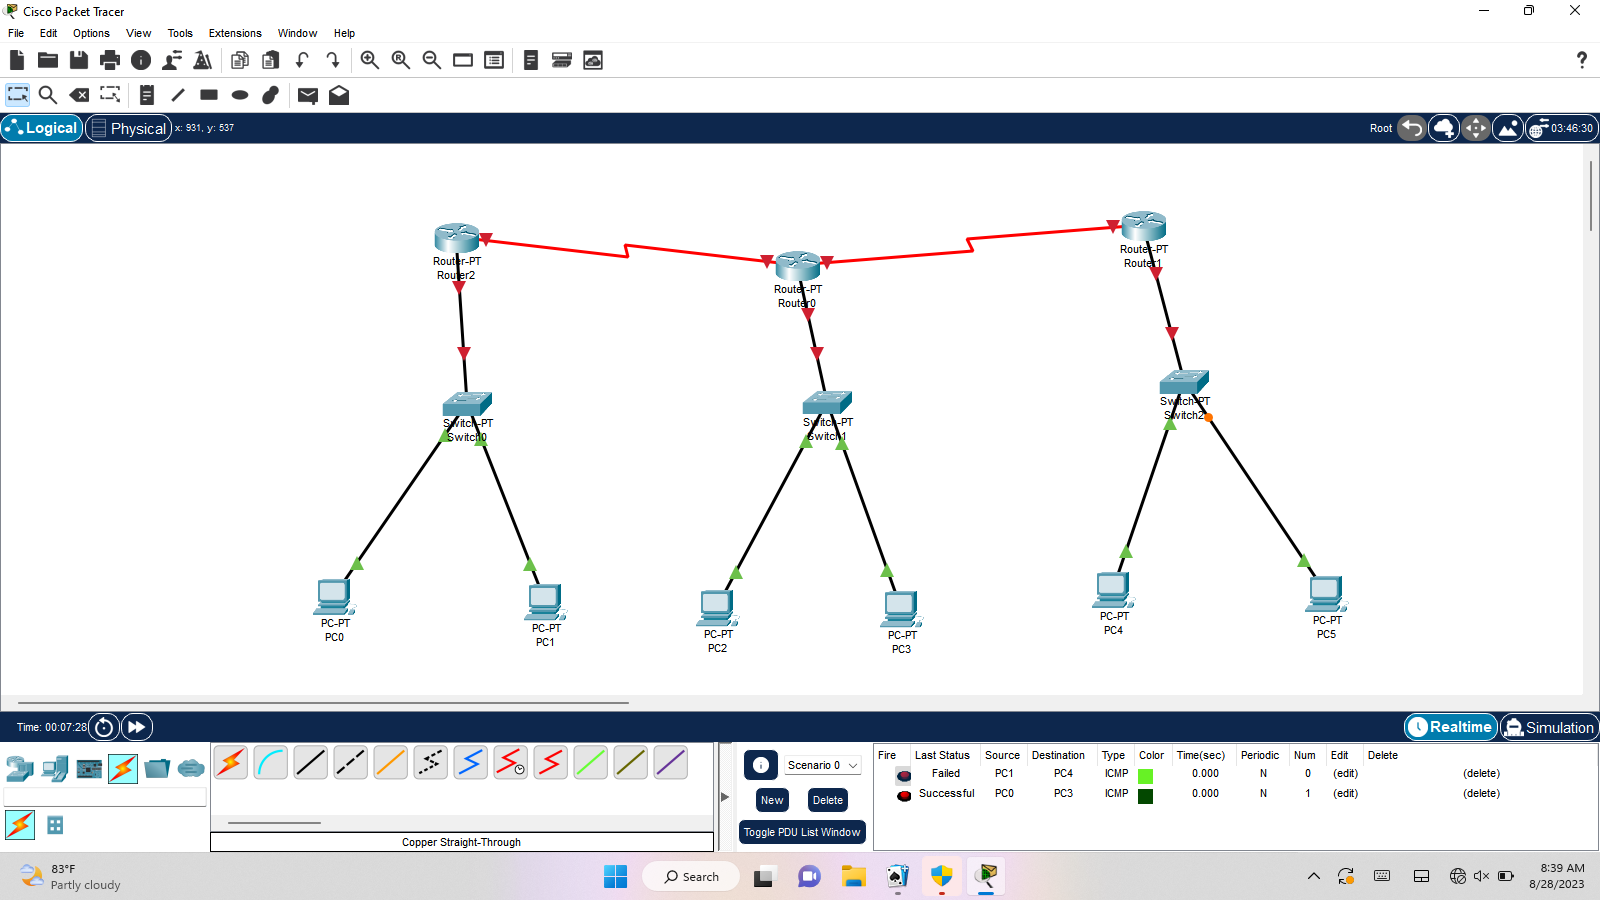 Cisco Packet Tracer
File Edit Options View Tools Extensions Window Help
Logical Physical x: 931, y: 537 Root 03:46:30
Router-PT
Router2
Router-PT
Router0
Router-PT
Router1
Switch-PT
Switch0
Switch-PT
Switch1
Switch-PT
Switch2
PC-PT
PC0
PC-PT
PC1
PC-PT
PC2
PC-PT
PC3
PC-PT
PC4
PC-PT
PC5
Time: 00:07:28 Realtime Simulation
Scenario 0
New Delete
Toggle PDU List Window
Fire Last Status Source Destination Type Color Time(sec) Periodic Num Edit Delete
Failed PC1 PC4 ICMP 0.000 N 0 (edit) (delete)
Successful PC0 PC3 ICMP 0.000 N 1 (edit) (delete)
Copper Straight-Through
83°F
Partly cloudy
Search
8:39 AM
8/28/2023